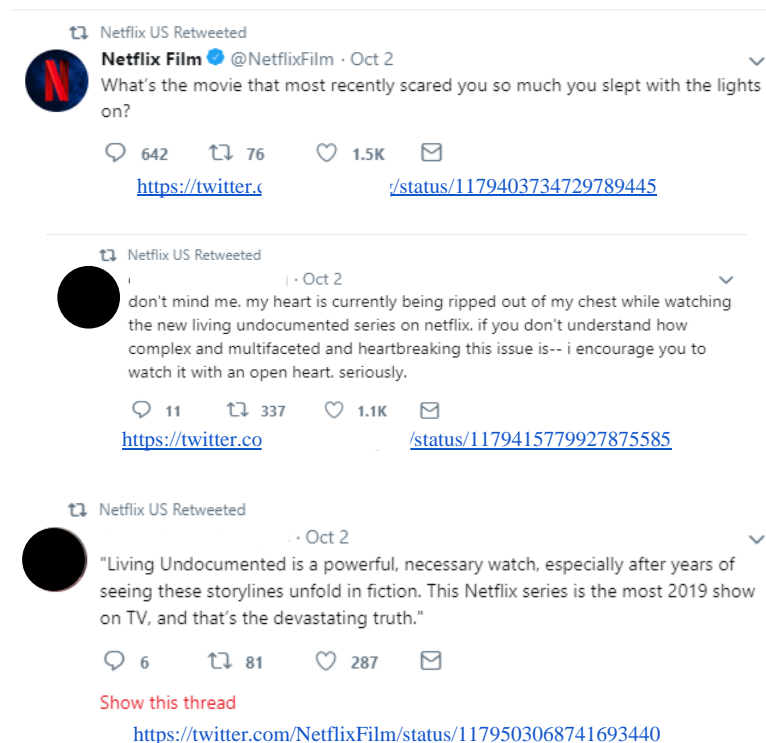 Netflix US Retweeted
Netflix Film @NetflixFilm · Oct 2
What's the movie that most recently scared you so much you slept with the lights
on?
642 76 1.5K
https://twitter.c /status/1179403734729789445
Netflix US Retweeted
· Oct 2
don't mind me. my heart is currently being ripped out of my chest while watching
the new living undocumented series on netflix. if you don't understand how
complex and multifaceted and heartbreaking this issue is-- i encourage you to
watch it with an open heart. seriously.
11 337 1.1K
https://twitter.co /status/1179415779927875585
Netflix US Retweeted
· Oct 2
"Living Undocumented is a powerful, necessary watch, especially after years of
seeing these storylines unfold in fiction. This Netflix series is the most 2019 show
on TV, and that's the devastating truth."
6 81 287
Show this thread
https://twitter.com/NetflixFilm/status/1179503068741693440